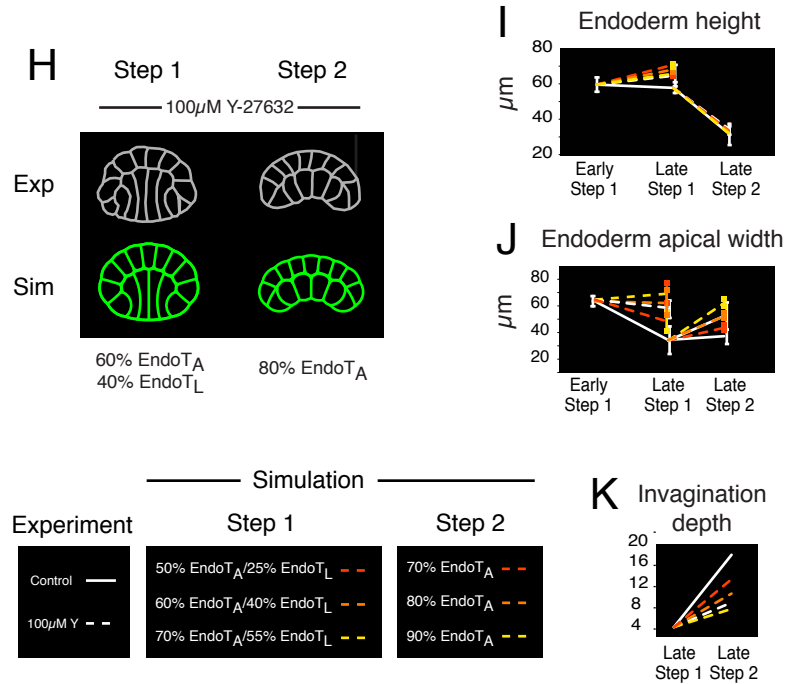 H
Step 1 Step 2
100µM Y-27632
Exp
Sim
60% EndoTA
40% EndoTL
80% EndoTA
I Endoderm height
µm
80
60
40
20
Early Step 1
Late Step 1
Late Step 2
J Endoderm apical width
µm
80
60
40
20
Early Step 1
Late Step 1
Late Step 2
Simulation
Experiment
Step 1 Step 2
Control
100µM Y
50% EndoTA/25% EndoTL
60% EndoTA/40% EndoTL
70% EndoTA/55% EndoTL
70% EndoTA
80% EndoTA
90% EndoTA
K Invagination
depth
20
16
12
8
4
Late Step 1
Late Step 2